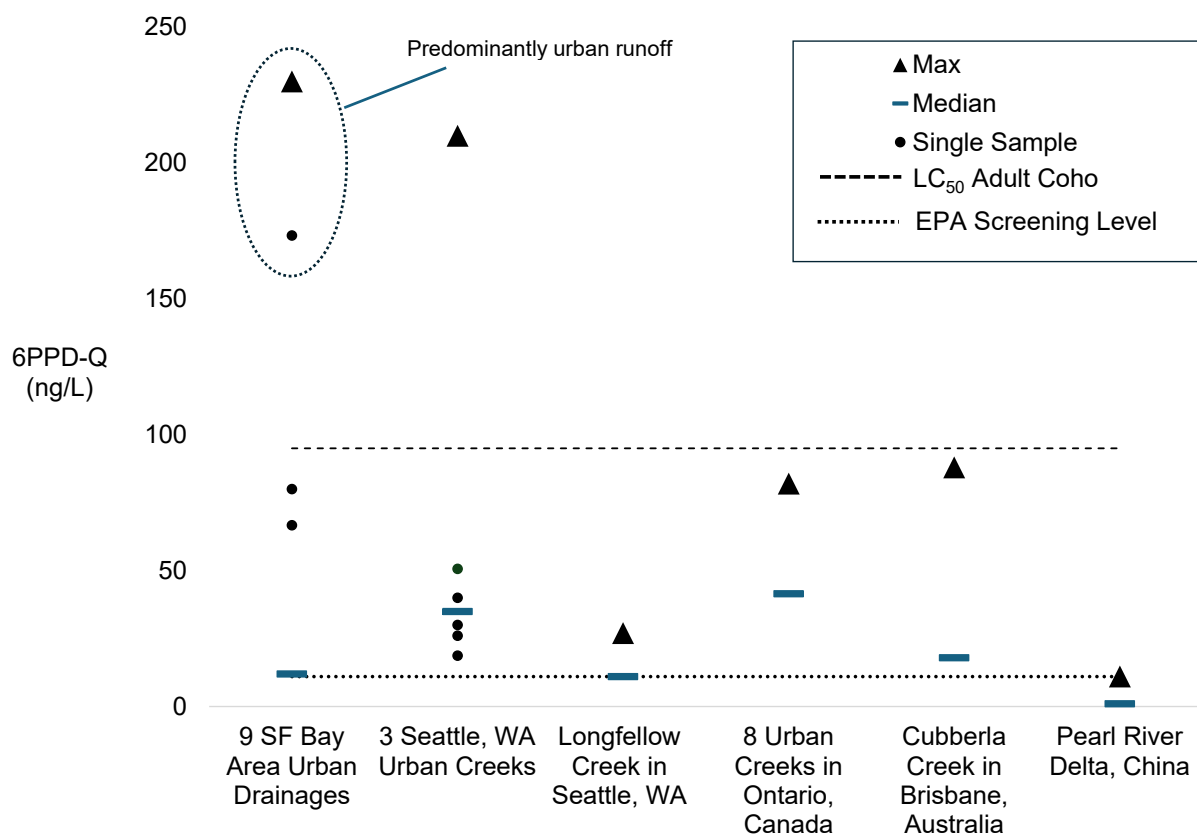 250
Predominantly urban runoff
Max
Median
Single Sample
LC50 Adult Coho
EPA Screening Level
200
150
6PPD-Q
(ng/L)
100
50
0
9 SF Bay
Area Urban
Drainages
3 Seattle, WA
Urban Creeks
Longfellow
Creek in
Seattle, WA
8 Urban
Creeks in
Ontario,
Canada
Cubberla
Creek in
Brisbane,
Australia
Pearl River
Delta, China